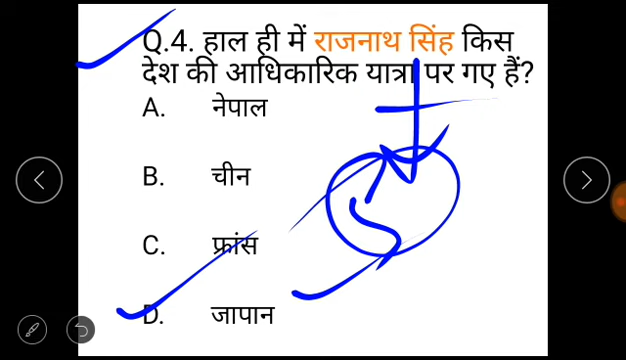 Q.4. हाल ही में राजनाथ सिंह किस
देश की आधिकारिक यात्रा पर गए हैं?
A. नेपाल
B. चीन
C. फ्रांस
D. जापान